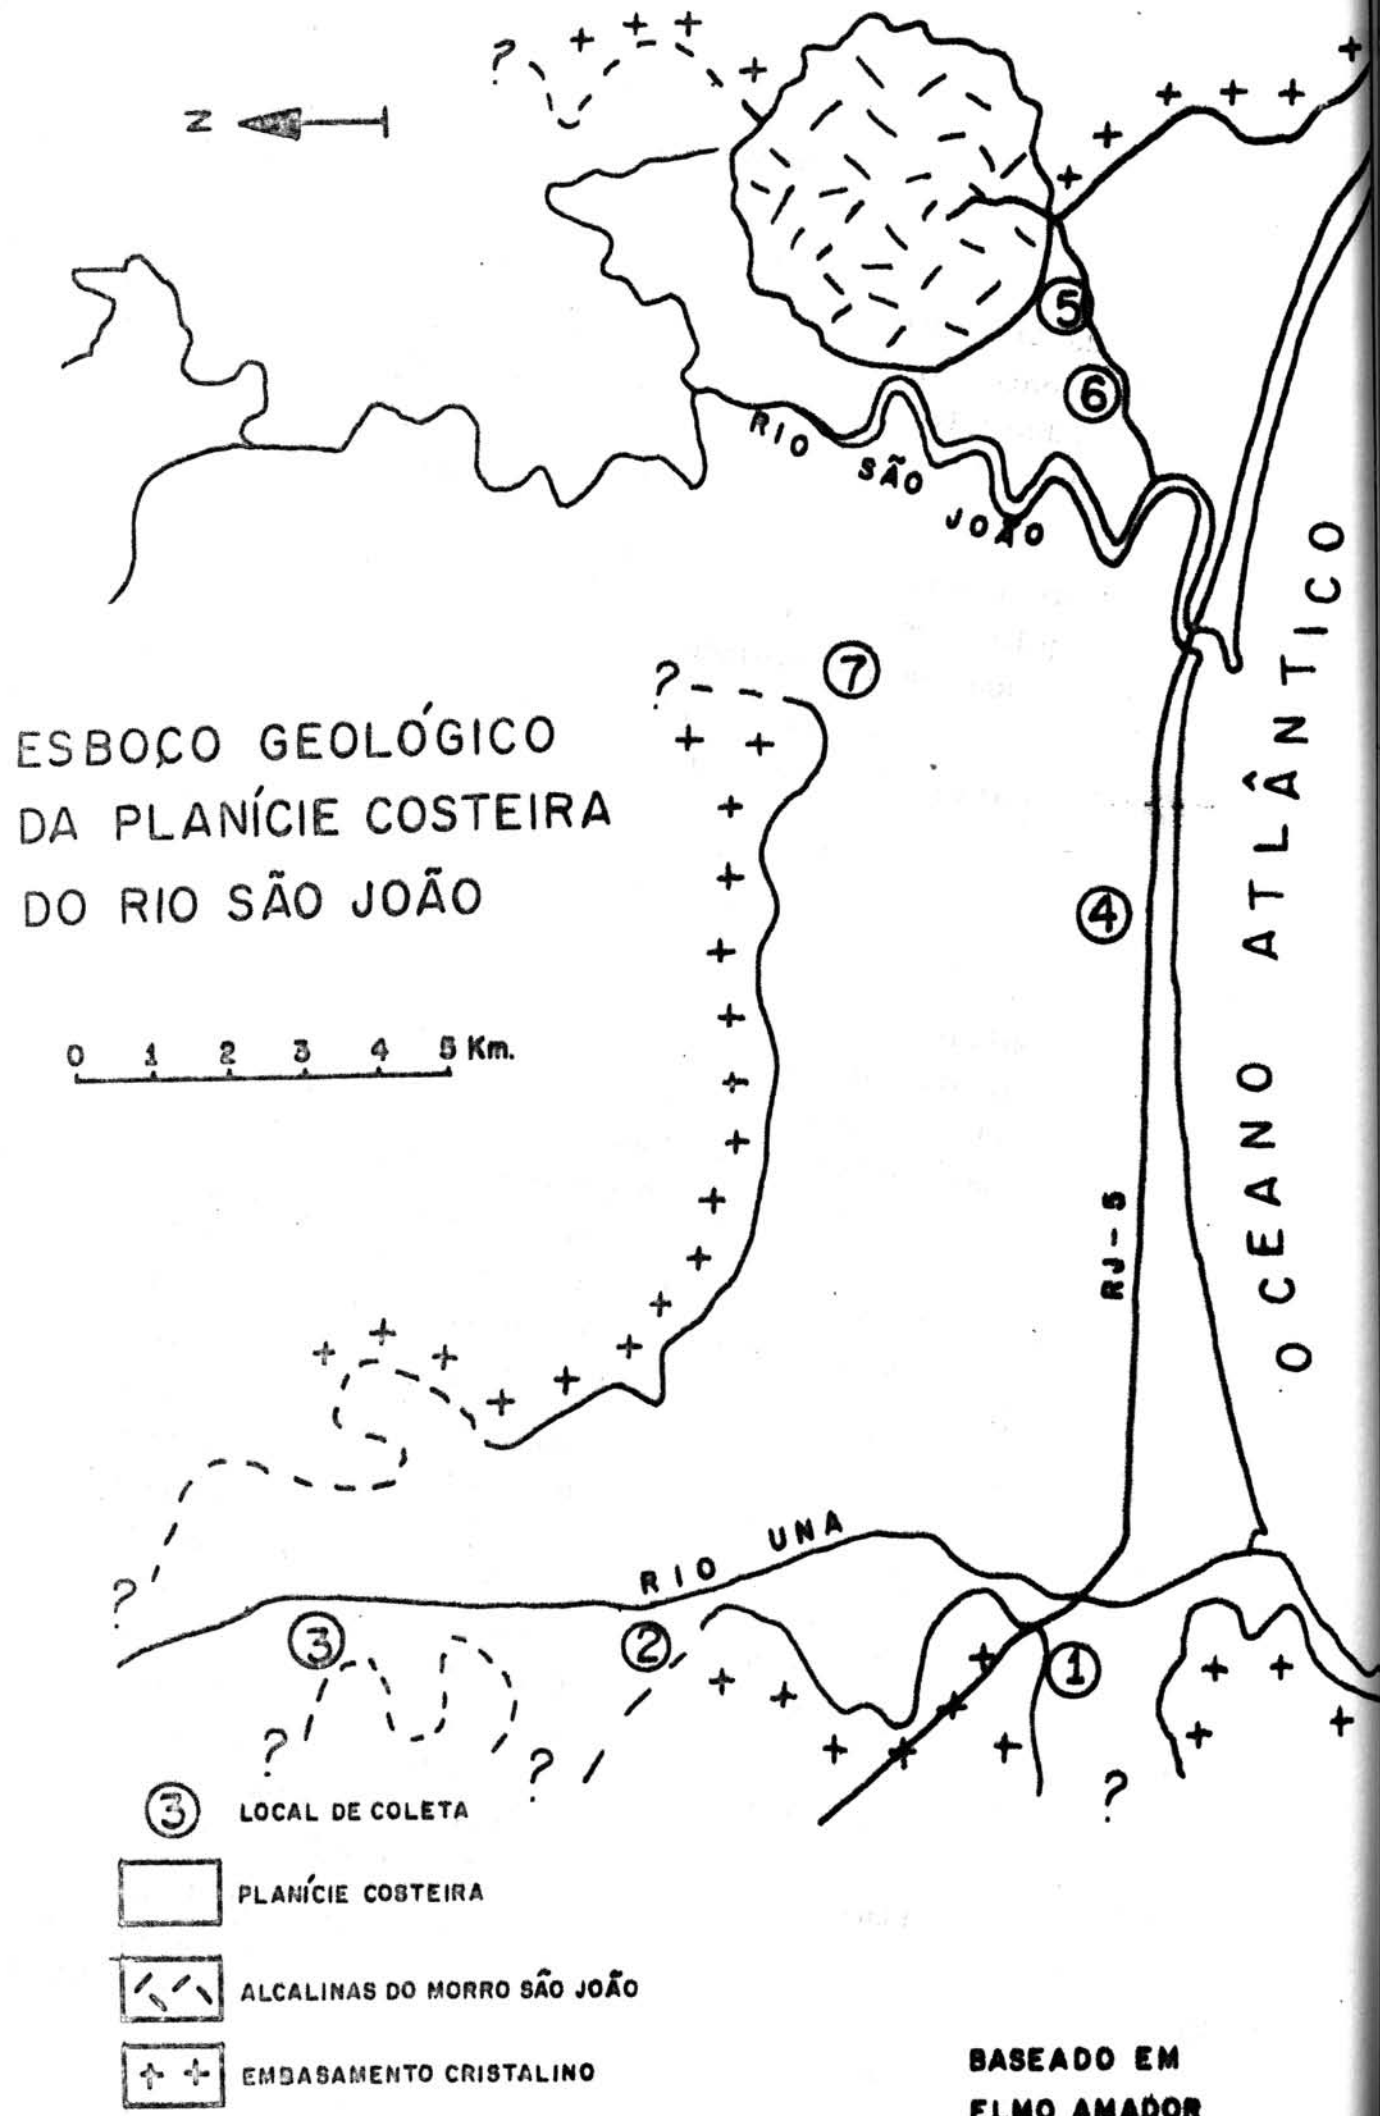 ?
N
5
6
RIO SÃO JOÃO
7
?
ESBOÇO GEOLÓGICO
DA PLANÍCIE COSTEIRA
DO RIO SÃO JOÃO
4
OCEANO ATLÂNTICO
0 1 2 3 4 5 Km.
RJ-5
RIO UNA
?
3
2
1
?
?
?
3 LOCAL DE COLETA
PLANÍCIE COSTEIRA
ALCALINAS DO MORRO SÃO JOÃO
EMBASAMENTO CRISTALINO
BASEADO EM
ELMO AMADOR